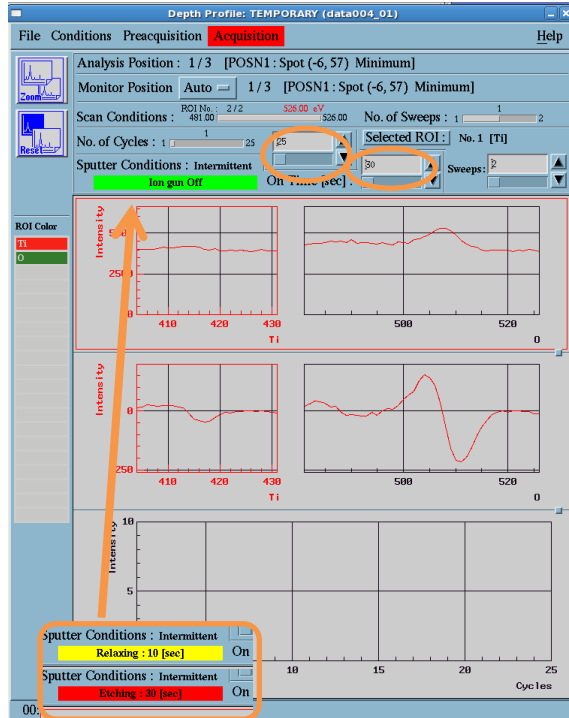 Depth Profile: TEMPORARY (data004_01)
File Conditions Preacquisition Acquisition Help
Analysis Position : 1 / 3 [POSN1 : Spot (-6, 57) Minimum]
Zoom
Monitor Position Auto 1 / 3 [POSN1 : Spot (-6, 57) Minimum]
ROI No. : 2 / 2 526.00 eV 1
Scan Conditions : 481.00 526.00 No. of Sweeps : 1 2
Reset
1
No. of Cycles : 1 25 25 Selected ROI : No. 1 [Ti]
Sputter Conditions : Intermittent 30 Sweeps: 2
Ion gun Off On Time [sec] :
ROI Color
Ti
O
Intensity
2500
410 420 430 500 520
Ti O
Intensity
0
250
410 420 430 500 520
Ti O
10
Intensity
5
Sputter Conditions : Intermittent
Relaxing : 10 [sec] On
Sputter Conditions : Intermittent
Etching : 30 [sec] On
10 15 20 25
Cycles
00: